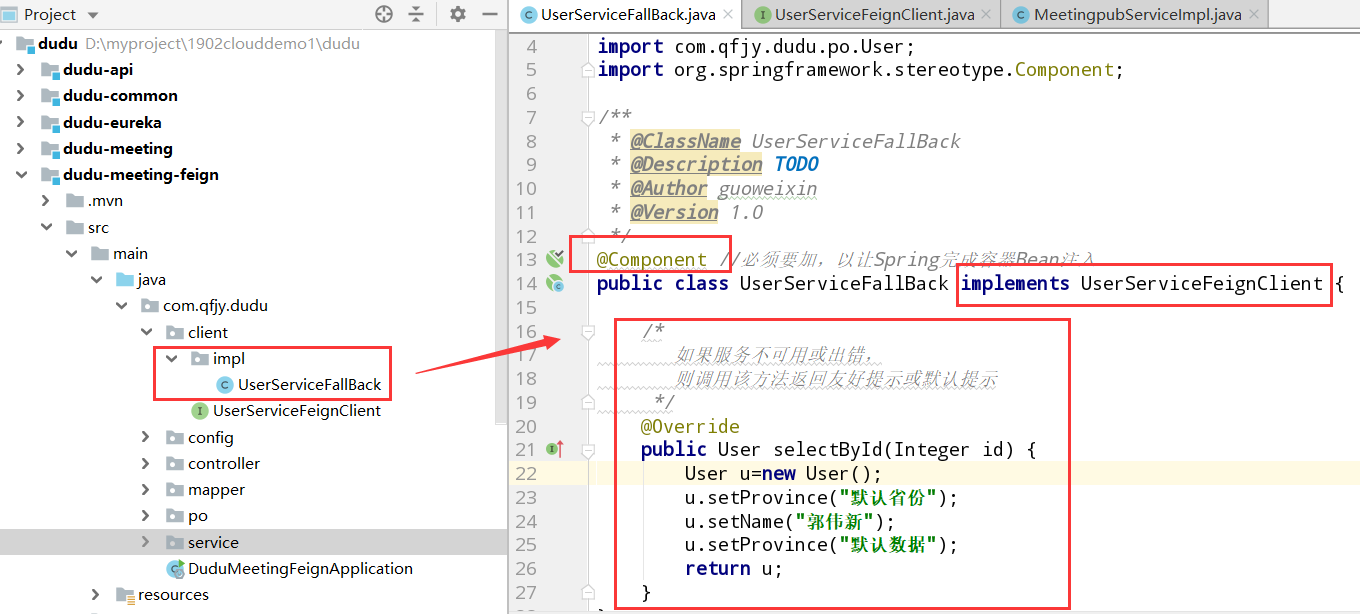 Project
dudu D:\myproject\1902clouddemo1\dudu
dudu-api
dudu-common
dudu-eureka
dudu-meeting
dudu-meeting-feign
.mvn
src
main
java
com.qfjy.dudu
client
impl
UserServiceFallBack
UserServiceFeignClient
config
controller
mapper
po
service
DuduMeetingFeignApplication
resources
UserServiceFallBack.java
UserServiceFeignClient.java
MeetingpubServiceImpl.java
4 import com.qfjy.dudu.po.User;
5 import org.springframework.stereotype.Component;
6
7 /**
8 * @ClassName UserServiceFallBack
9 * @Description TODO
10 * @Author guoweixin
11 * @Version 1.0
12 */
13 @Component //必须要加，以让Spring完成容器Bean注入
14 public class UserServiceFallBack implements UserServiceFeignClient {
15
16 /*
17 如果服务不可用或出错，
18 则调用该方法返回友好提示或默认提示
19 */
20 @Override
21 public User selectById(Integer id) {
22 User u=new User();
23 u.setProvince("默认省份");
24 u.setName("郭伟新");
25 u.setProvince("默认数据");
26 return u;
27 }